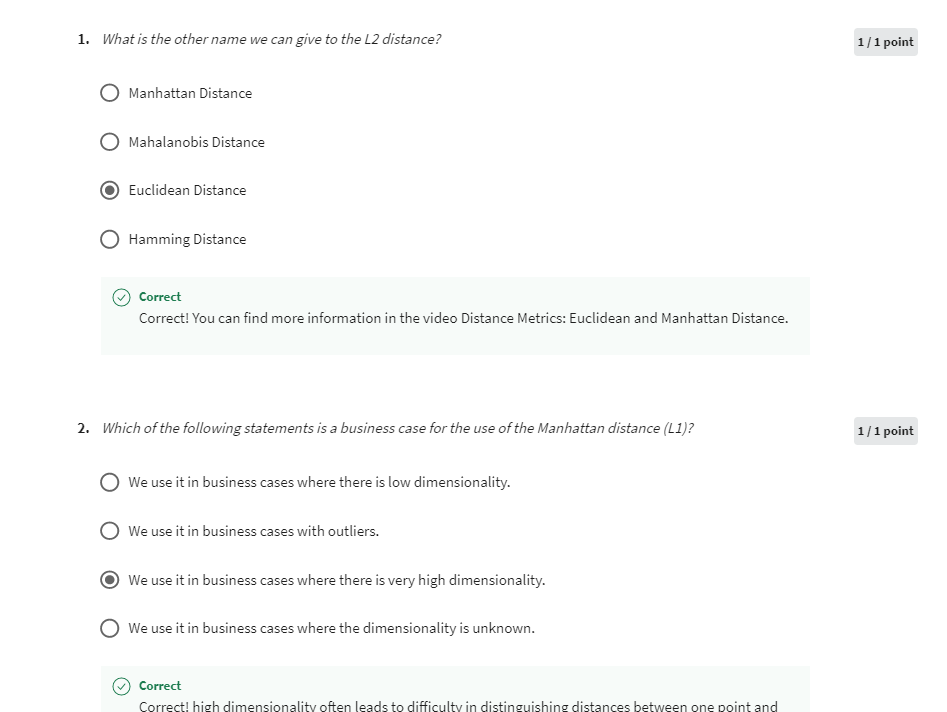 1. What is the other name we can give to the L2 distance?
1 / 1 point
Manhattan Distance
Mahalanobis Distance
Euclidean Distance
Hamming Distance
Correct
Correct! You can find more information in the video Distance Metrics: Euclidean and Manhattan Distance.
2. Which of the following statements is a business case for the use of the Manhattan distance (L1)?
1 / 1 point
We use it in business cases where there is low dimensionality.
We use it in business cases with outliers.
We use it in business cases where there is very high dimensionality.
We use it in business cases where the dimensionality is unknown.
Correct
Correct! high dimensionality often leads to difficulty in distinguishing distances between one point and